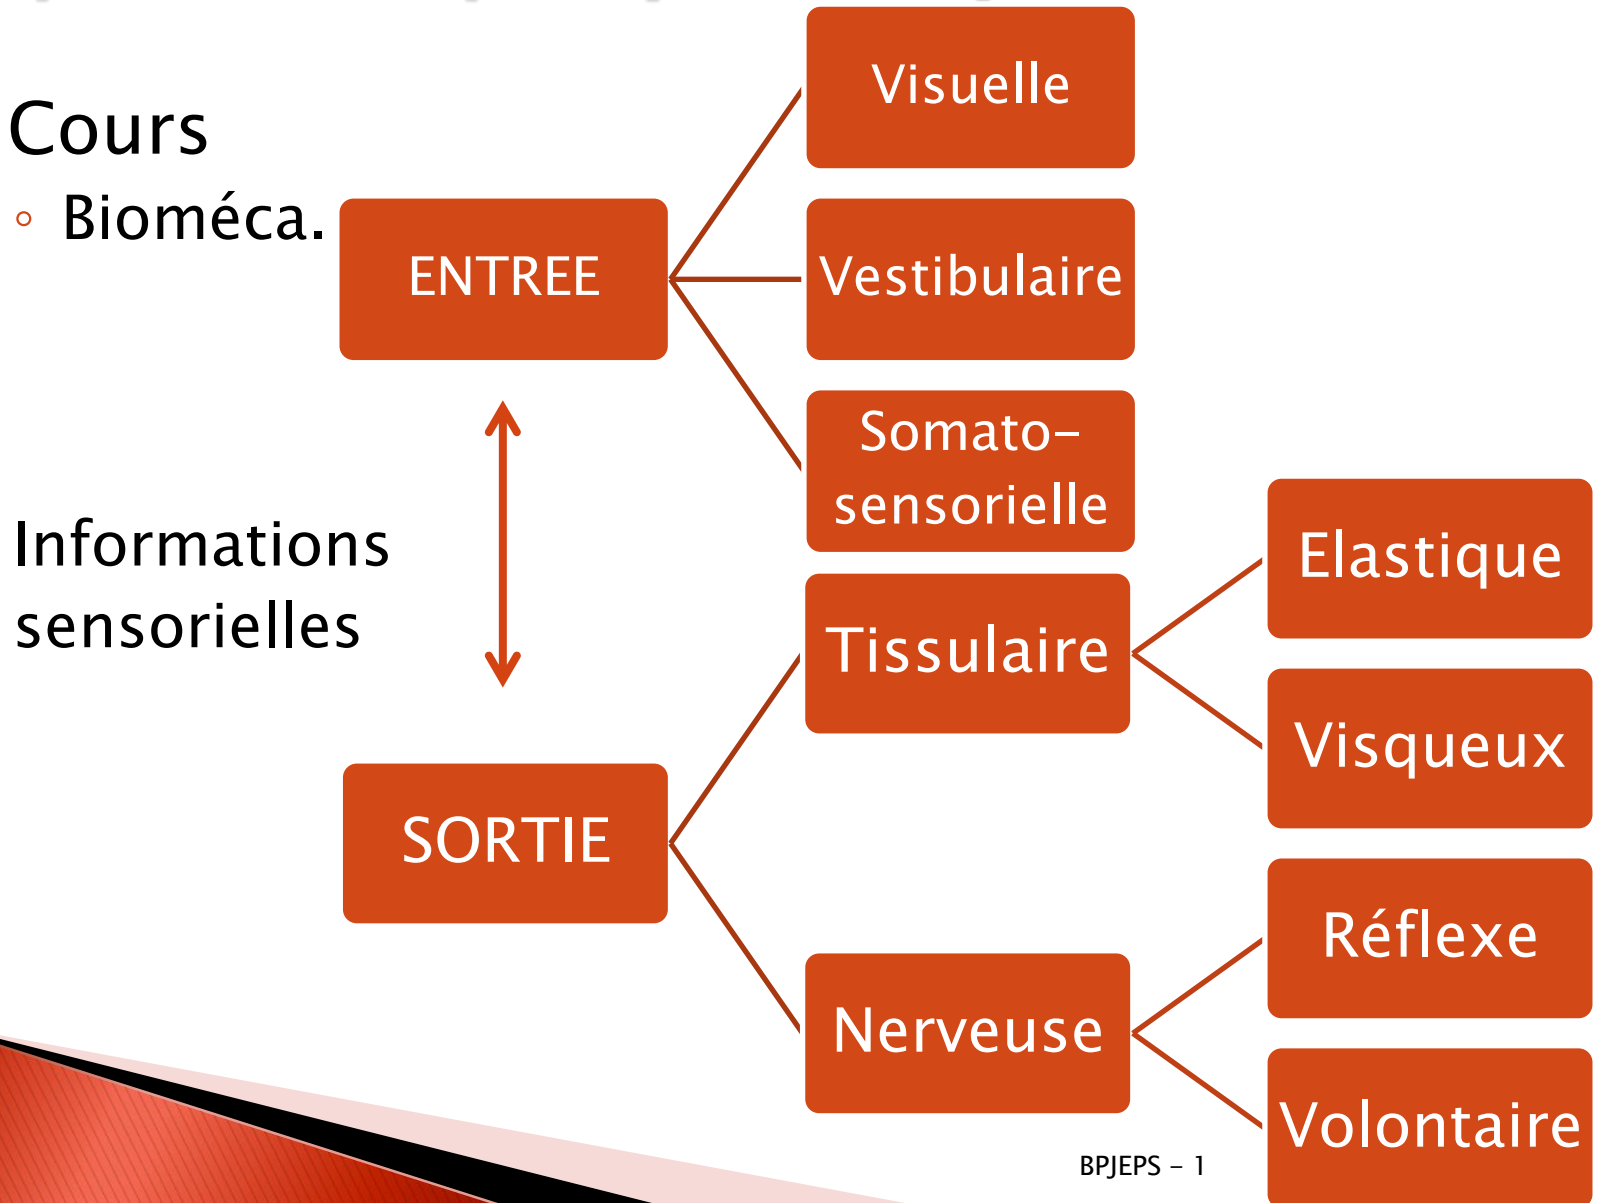 Cours
◦ Bioméca.
ENTREE
Visuelle
Vestibulaire
Somato-
sensorielle
Informations
sensorielles
SORTIE
Tissulaire
Elastique
Visqueux
Nerveuse
Réflexe
Volontaire
BPJEPS - 1